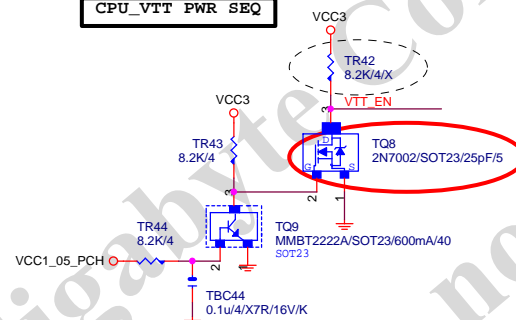 CPU_VTT PWR SEQ
VCC3
TR42
8.2K/4/X
VTT_EN
3
VCC3
D
TQ8
2N7002/SOT23/25pF/5
G
S
TR43
8.2K/4
2
1
3
TR44
8.2K/4
TQ9
MMBT2222A/SOT23/600mA/40
SOT23
VCC1_05_PCH
2
1
TBC44
0.1u/4/X7R/16V/K